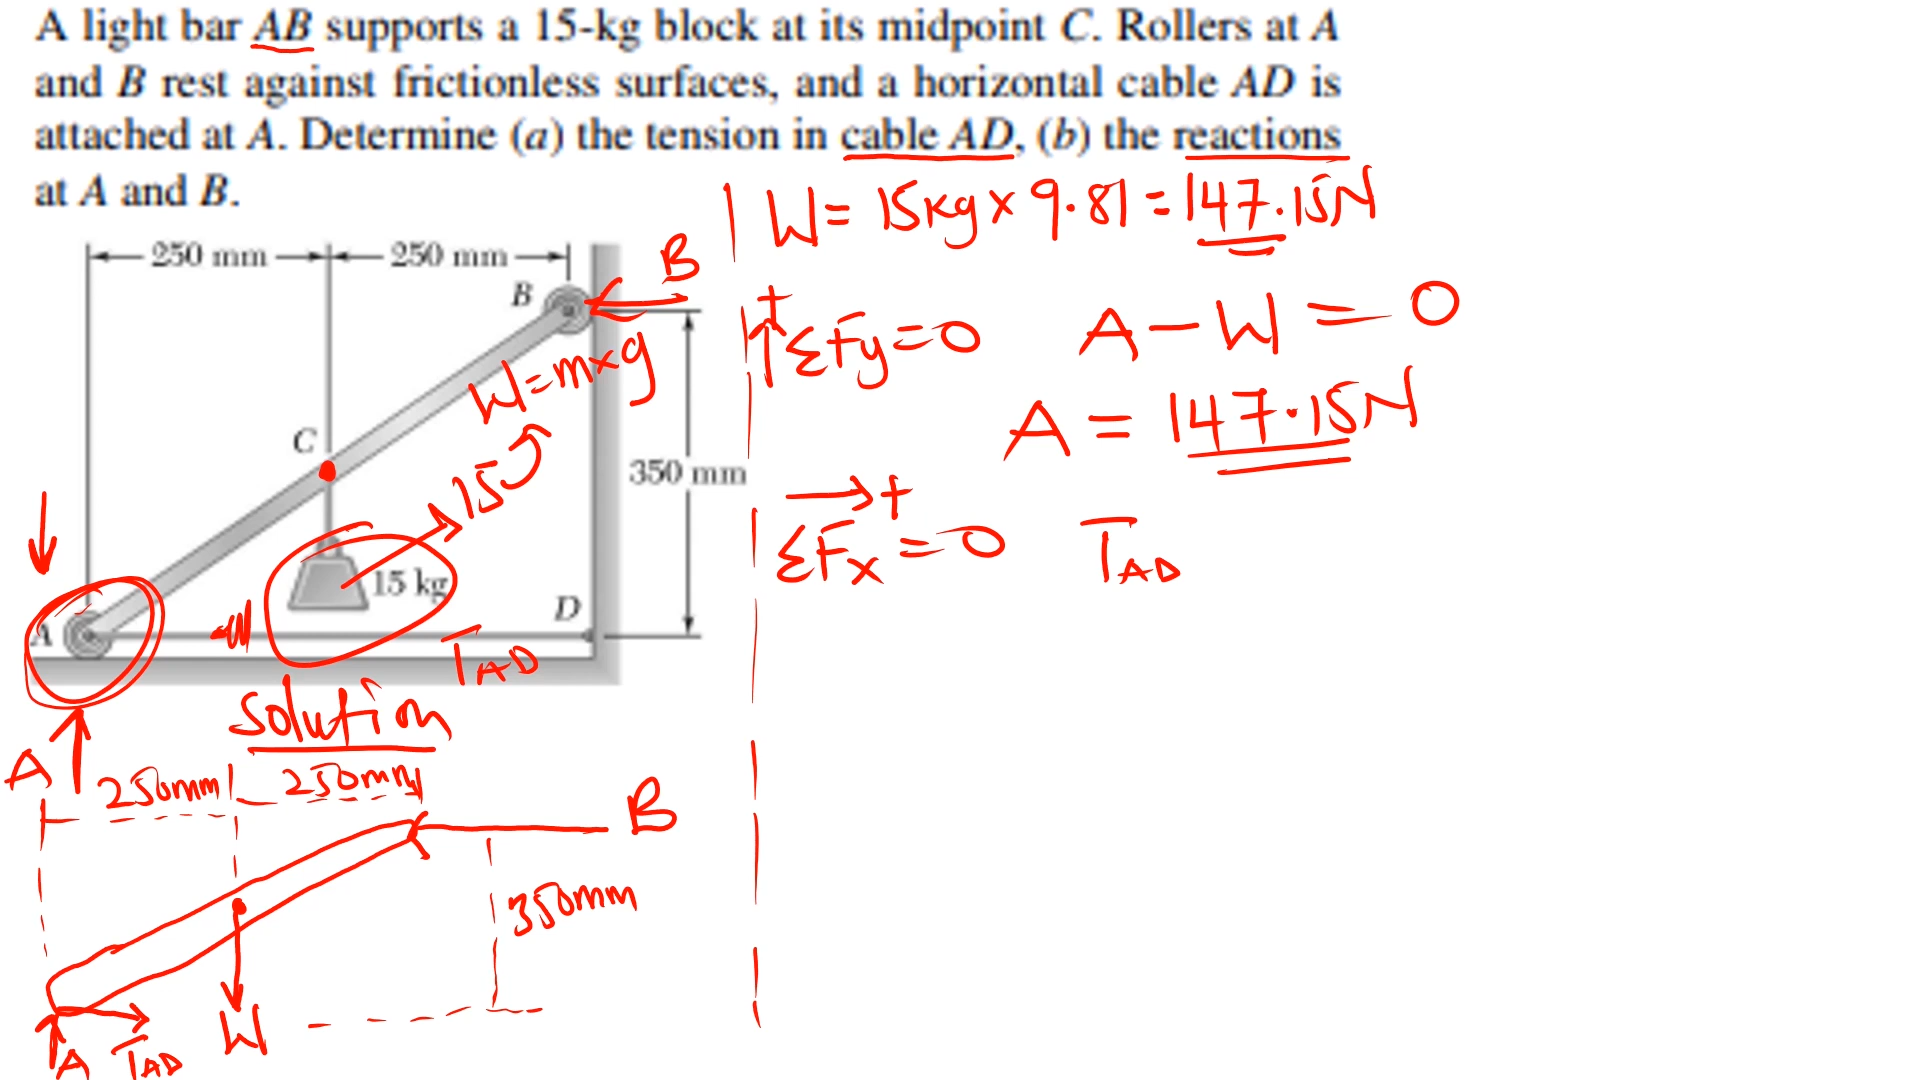 A light bar AB supports a 15-kg block at its midpoint C. Rollers at A
and B rest against frictionless surfaces, and a horizontal cable AD is
attached at A. Determine (a) the tension in cable AD, (b) the reactions
at A and B.
W = 15kg x 9.81 = 147.15N
250 mm 250 mm
B
B
+
↑ΣFy=0 A-W=0
W=mxg
A = 147.15N
C
350 mm
15
→+
ΣFx=0 TAD
15 kg
D
A
TAD
Solution
A
250mm 250mm
B
350mm
W
A TAD